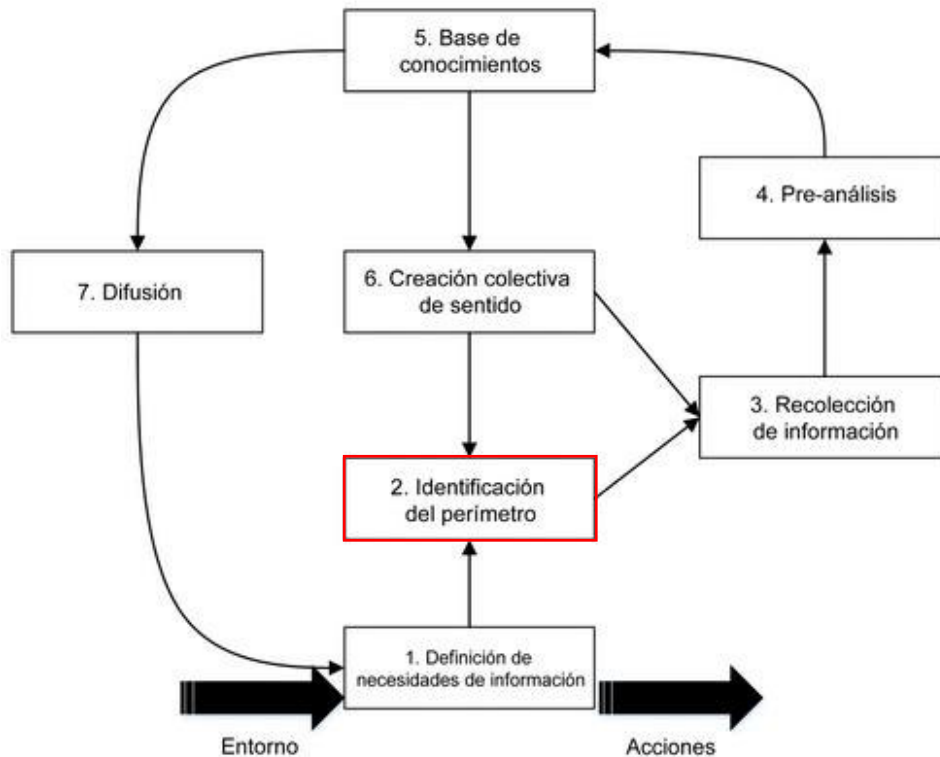 5. Base de
conocimientos
4. Pre-análisis
7. Difusión
6. Creación colectiva
de sentido
3. Recolección
de información
2. Identificación
del perímetro
1. Definición de
necesidades de información
Entorno
Acciones